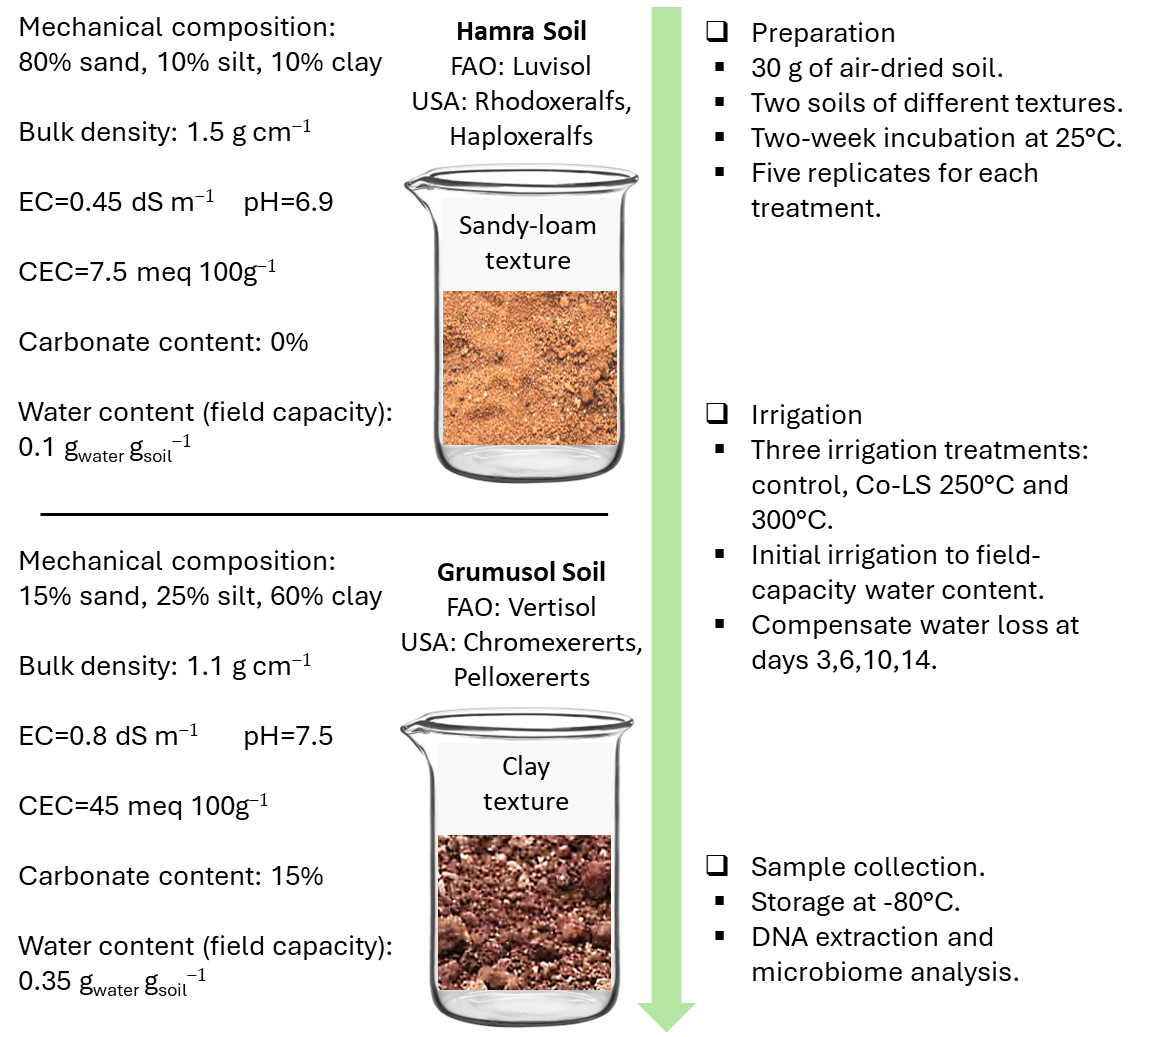 Mechanical composition:
80% sand, 10% silt, 10% clay
Bulk density: 1.5 g cm⁻¹
EC=0.45 dS m⁻¹ pH=6.9
CEC=7.5 meq 100g⁻¹
Carbonate content: 0%
Water content (field capacity):
0.1 g_water g_soil⁻¹
Hamra Soil
FAO: Luvisol
USA: Rhodoxeralfs,
Haploxeralfs
Sandy-loam
texture
Mechanical composition:
15% sand, 25% silt, 60% clay
Bulk density: 1.1 g cm⁻¹
EC=0.8 dS m⁻¹ pH=7.5
CEC=45 meq 100g⁻¹
Carbonate content: 15%
Water content (field capacity):
0.35 g_water g_soil⁻¹
Grumusol Soil
FAO: Vertisol
USA: Chromexererts,
Pelloxererts
Clay
texture
❑ Preparation
▪ 30 g of air-dried soil.
▪ Two soils of different textures.
▪ Two-week incubation at 25°C.
▪ Five replicates for each
treatment.
❑ Irrigation
▪ Three irrigation treatments:
control, Co-LS 250°C and
300°C.
▪ Initial irrigation to field-
capacity water content.
▪ Compensate water loss at
days 3,6,10,14.
❑ Sample collection.
▪ Storage at -80°C.
▪ DNA extraction and
microbiome analysis.